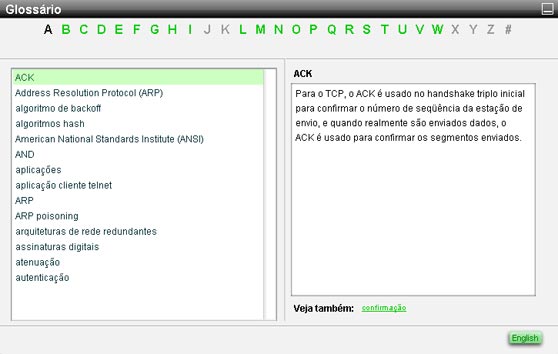 Glossário
A B C D E F G H I J K L M N O P Q R S T U V W X Y Z #
ACK
Address Resolution Protocol (ARP)
algoritmo de backoff
algoritmos hash
American National Standards Institute (ANSI)
AND
aplicações
aplicação cliente telnet
ARP
ARP poisoning
arquiteturas de rede redundantes
assinaturas digitais
atenuação
autenticação
ACK
Para o TCP, o ACK é usado no handshake triplo inicial
para confirmar o número de seqüência da estação de
envio, e quando realmente são enviados dados, o
ACK é usado para confirmar os segmentos enviados.
Veja também: confirmação
English